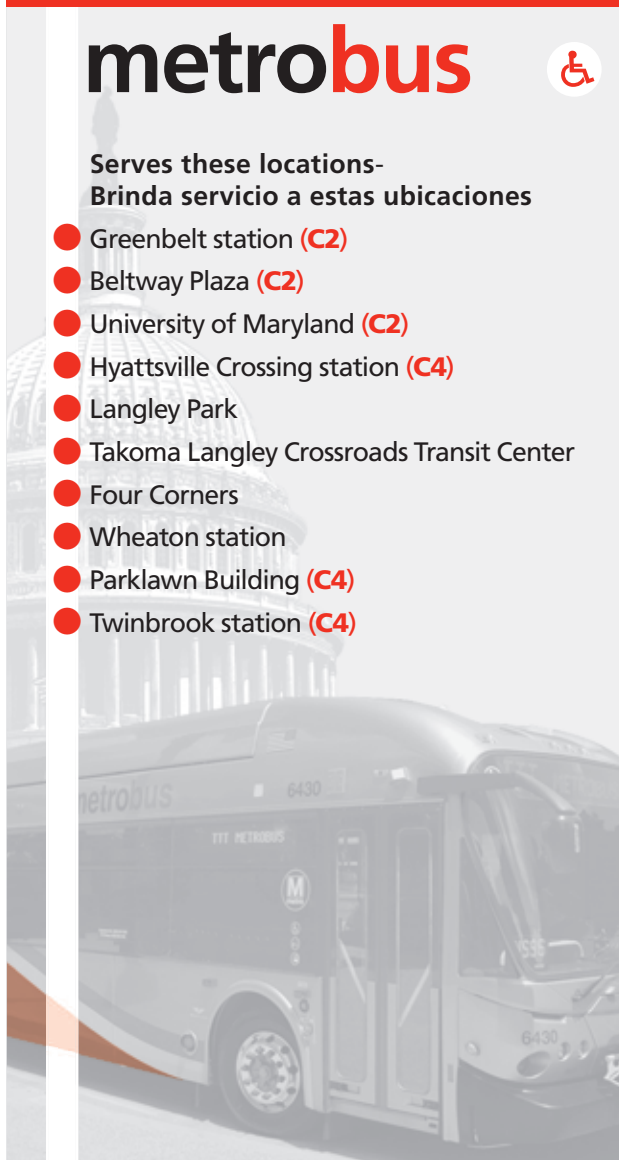 metrobus
Serves these locations-
Brinda servicio a estas ubicaciones
Greenbelt station (C2)
Beltway Plaza (C2)
University of Maryland (C2)
Hyattsville Crossing station (C4)
Langley Park
Takoma Langley Crossroads Transit Center
Four Corners
Wheaton station
Parklawn Building (C4)
Twinbrook station (C4)
metrobus
6430
TYT METROBUS
M
6430